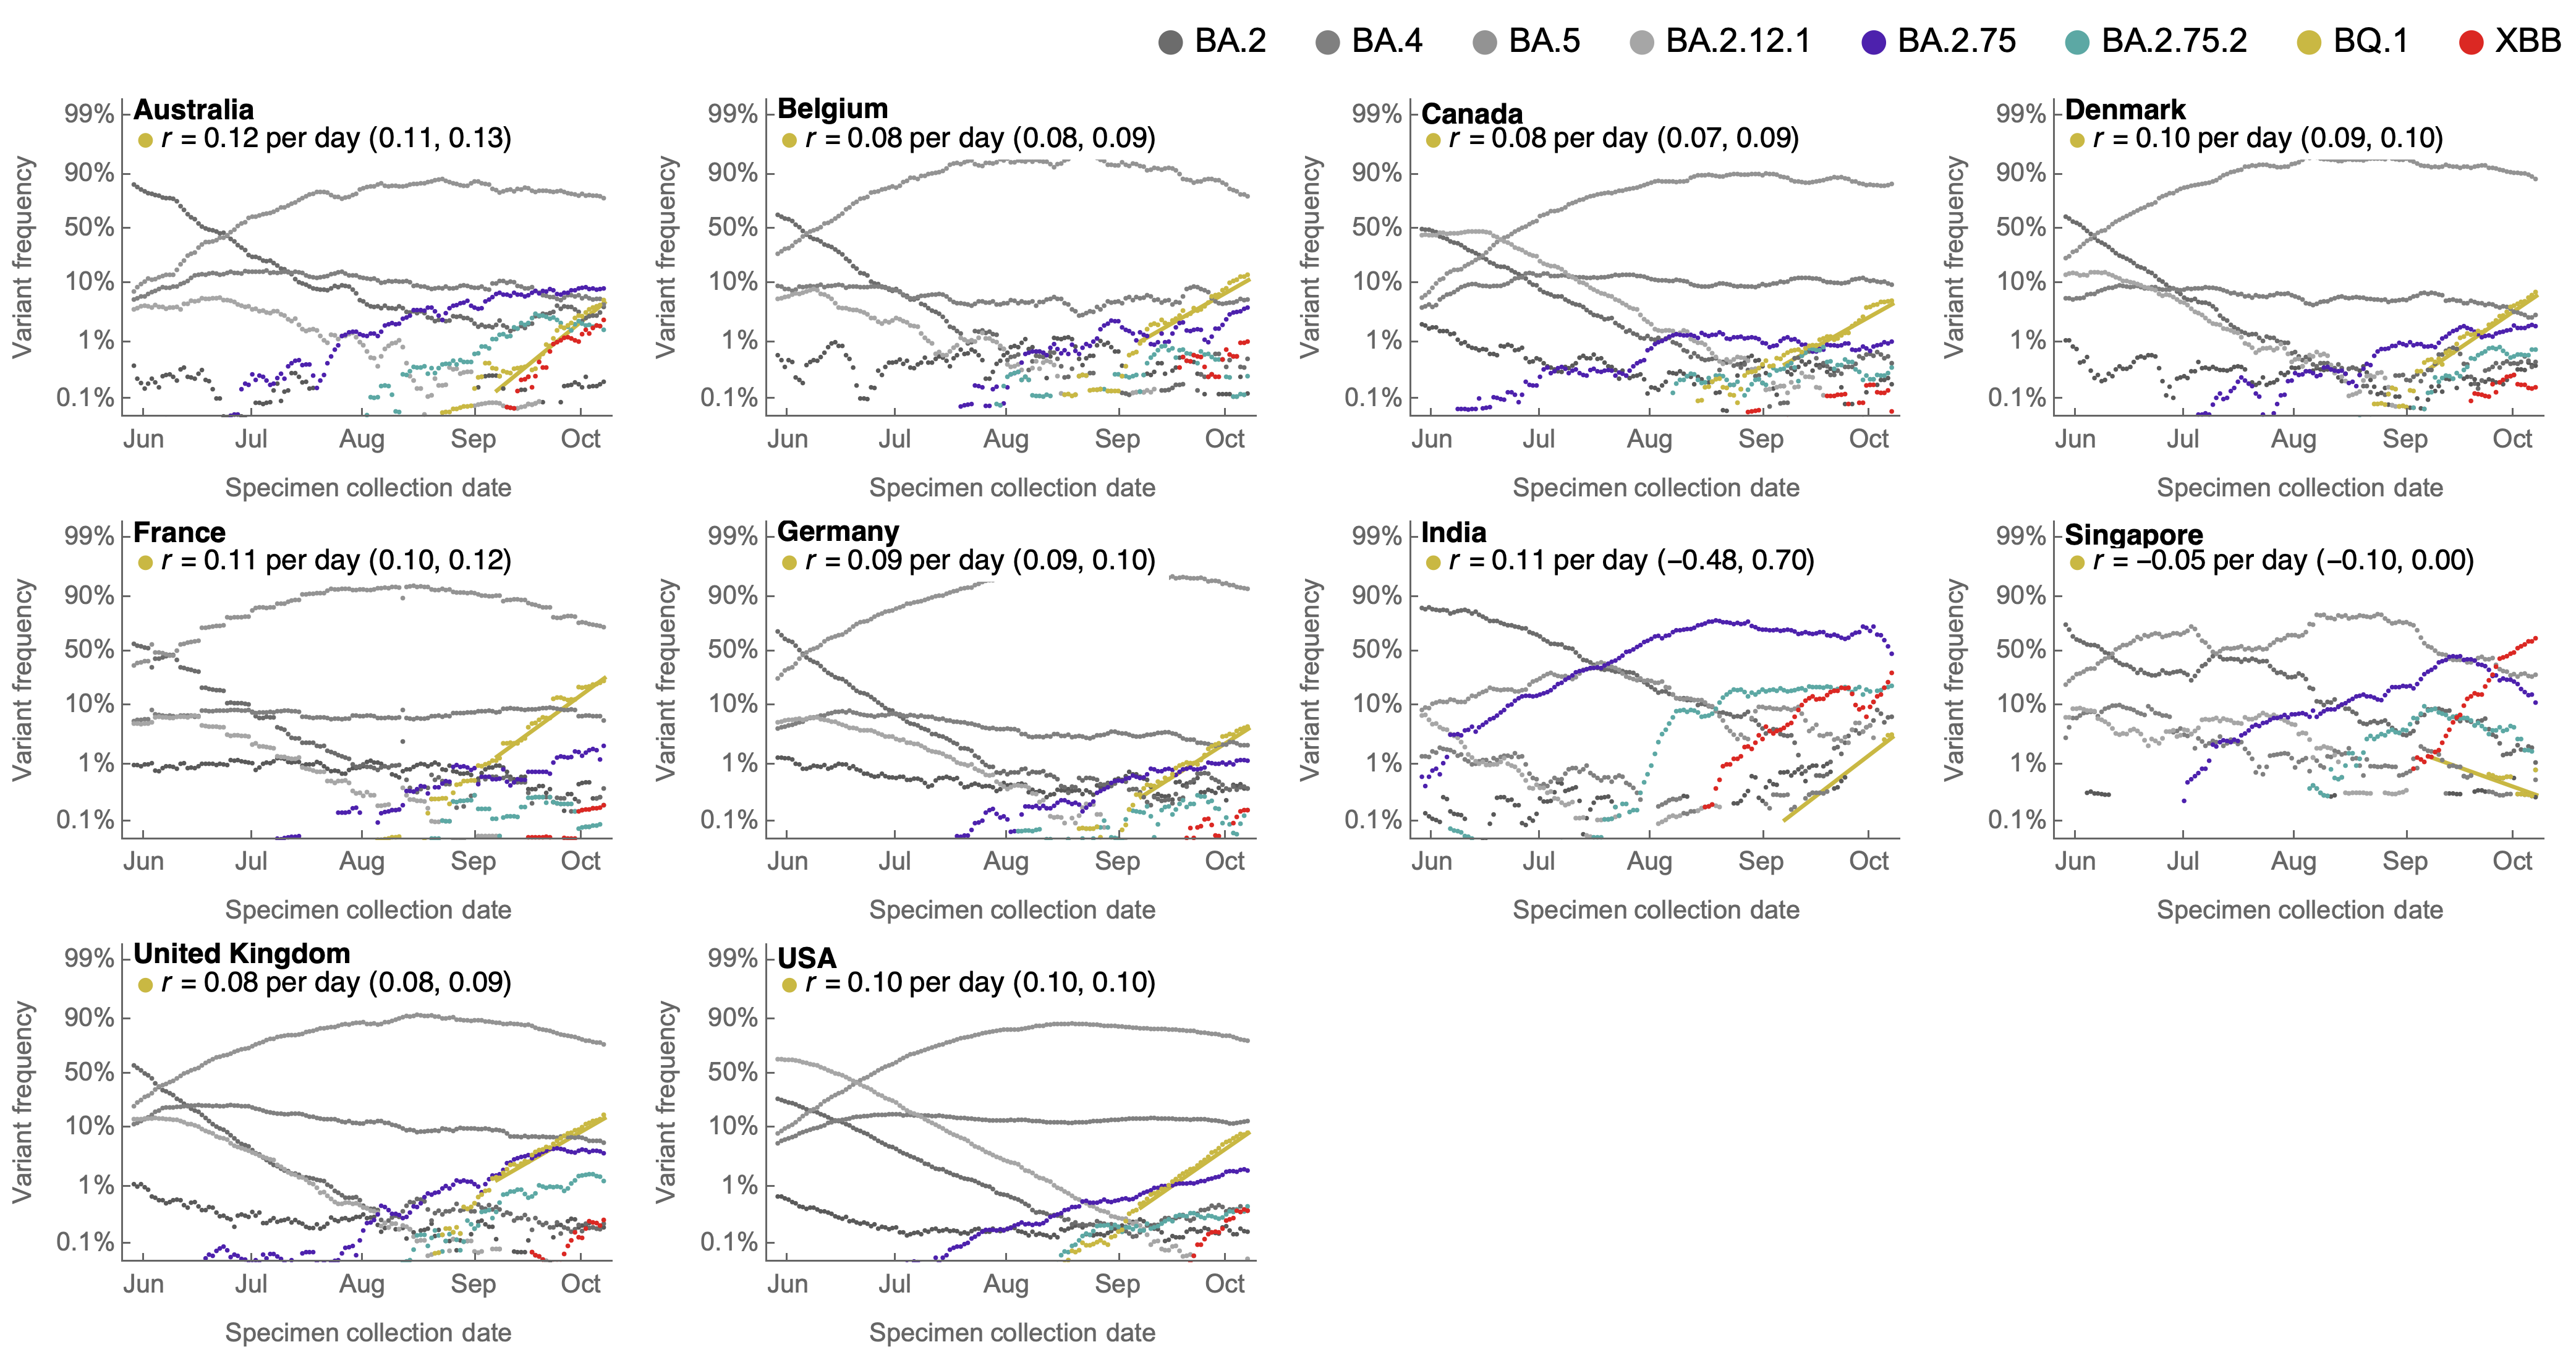 BA.2 BA.4 BA.5 BA.2.12.1 BA.2.75 BA.2.75.2 BQ.1 XBB
Australia
r = 0.12 per day (0.11, 0.13)
99%
90%
50%
10%
1%
0.1%
Variant frequency
Jun Jul Aug Sep Oct
Specimen collection date
Belgium
r = 0.08 per day (0.08, 0.09)
99%
90%
50%
10%
1%
0.1%
Variant frequency
Jun Jul Aug Sep Oct
Specimen collection date
Canada
r = 0.08 per day (0.07, 0.09)
99%
90%
50%
10%
1%
0.1%
Variant frequency
Jun Jul Aug Sep Oct
Specimen collection date
Denmark
r = 0.10 per day (0.09, 0.10)
99%
90%
50%
10%
1%
0.1%
Variant frequency
Jun Jul Aug Sep Oct
Specimen collection date
France
r = 0.11 per day (0.10, 0.12)
99%
90%
50%
10%
1%
0.1%
Variant frequency
Jun Jul Aug Sep Oct
Specimen collection date
Germany
r = 0.09 per day (0.09, 0.10)
99%
90%
50%
10%
1%
0.1%
Variant frequency
Jun Jul Aug Sep Oct
Specimen collection date
India
r = 0.11 per day (−0.48, 0.70)
99%
90%
50%
10%
1%
0.1%
Variant frequency
Jun Jul Aug Sep Oct
Specimen collection date
Singapore
r = −0.05 per day (−0.10, 0.00)
99%
90%
50%
10%
1%
0.1%
Variant frequency
Jun Jul Aug Sep Oct
Specimen collection date
United Kingdom
r = 0.08 per day (0.08, 0.09)
99%
90%
50%
10%
1%
0.1%
Variant frequency
Jun Jul Aug Sep Oct
Specimen collection date
USA
r = 0.10 per day (0.10, 0.10)
99%
90%
50%
10%
1%
0.1%
Variant frequency
Jun Jul Aug Sep Oct
Specimen collection date